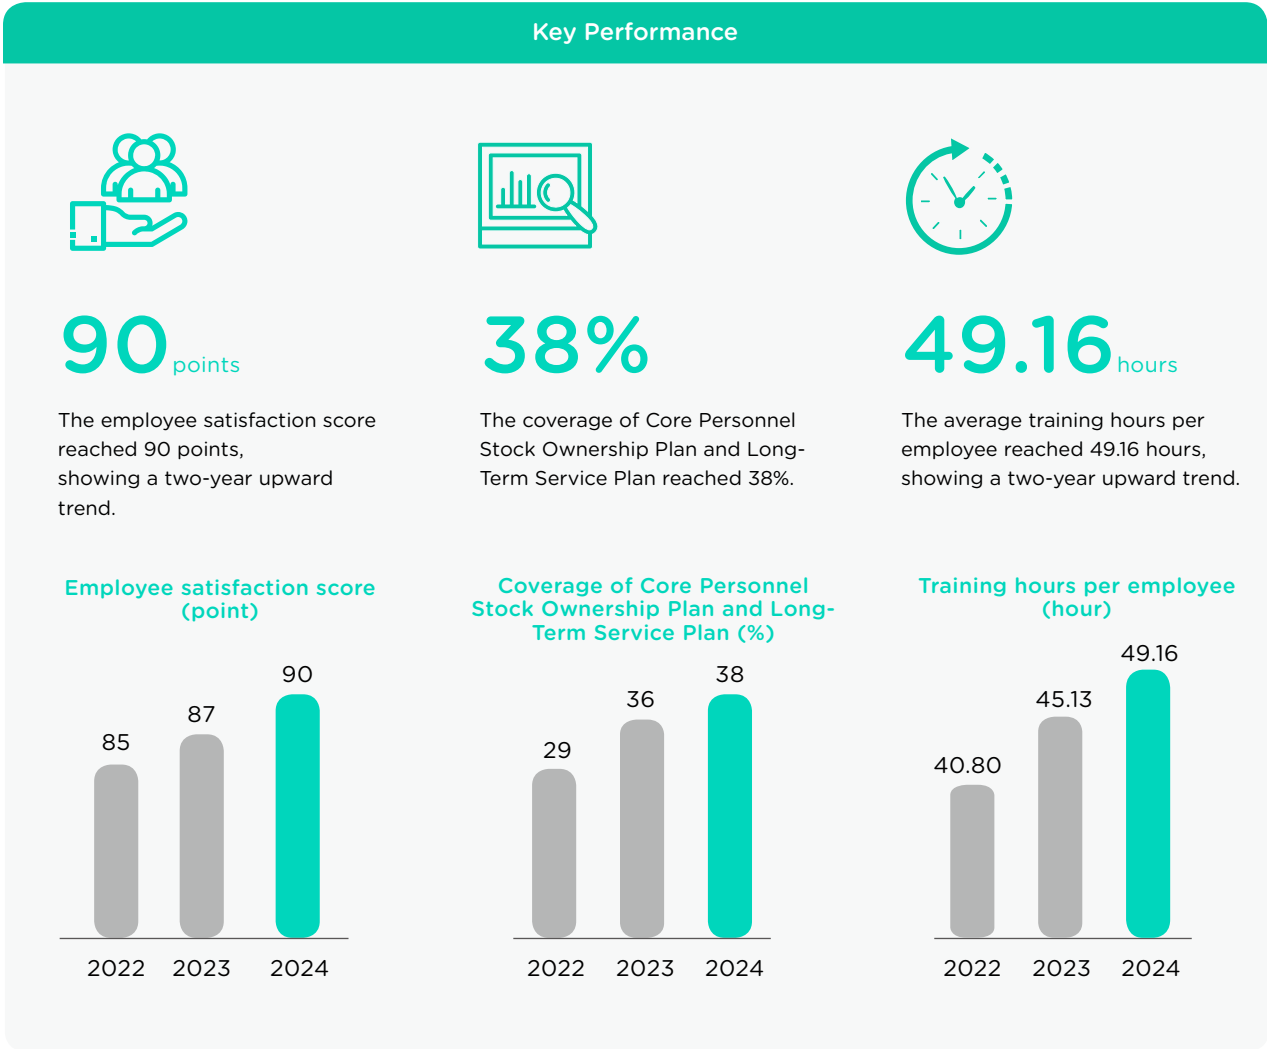 Key Performance
90 points
The employee satisfaction score
reached 90 points,
showing a two-year upward
trend.
38%
The coverage of Core Personnel
Stock Ownership Plan and Long-
Term Service Plan reached 38%.
49.16 hours
The average training hours per
employee reached 49.16 hours,
showing a two-year upward trend.
Employee satisfaction score
(point)
90
87
85
2022 2023 2024
Coverage of Core Personnel
Stock Ownership Plan and Long-
Term Service Plan (%)
38
36
29
2022 2023 2024
Training hours per employee
(hour)
49.16
45.13
40.80
2022 2023 2024